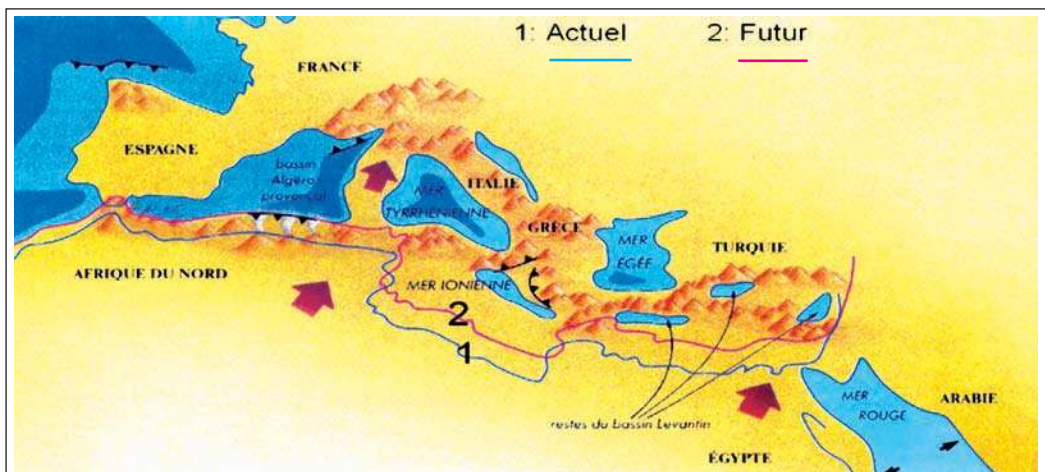 1: Actuel
2: Futur
FRANCE
ESPAGNE
bassin
Algéro-
provençal
MER
TYRRHENIENNE
ITALIE
GRÈCE
MER
ÉGÉE
TURQUIE
AFRIQUE DU NORD
MER IONIENNE
2
1
restes du bassin Levantin
MER
ROUGE
ARABIE
ÉGYPTE